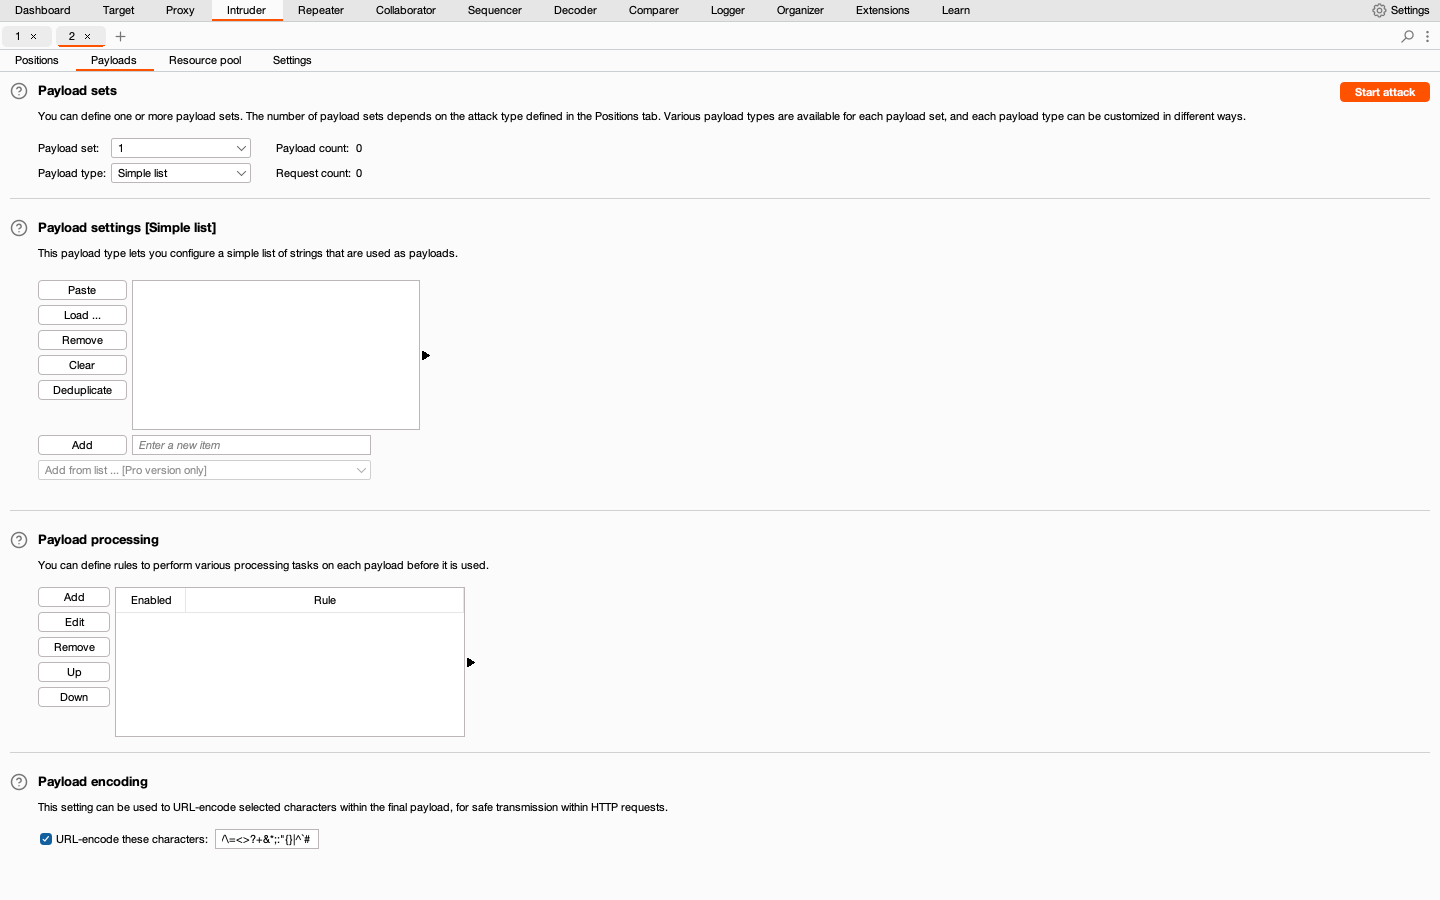 Dashboard Target Proxy Intruder Repeater Collaborator Sequencer Decoder Comparer Logger Organizer Extensions Learn Settings
1 × 2 × +
Positions Payloads Resource pool Settings
? Payload sets Start attack
You can define one or more payload sets. The number of payload sets depends on the attack type defined in the Positions tab. Various payload types are available for each payload set, and each payload type can be customized in different ways.
Payload set: 1 Payload count: 0
Payload type: Simple list Request count: 0
? Payload settings [Simple list]
This payload type lets you configure a simple list of strings that are used as payloads.
Paste
Load ...
Remove
Clear
Deduplicate
Add Enter a new item
Add from list ... [Pro version only]
? Payload processing
You can define rules to perform various processing tasks on each payload before it is used.
Add Enabled Rule
Edit
Remove
Up
Down
? Payload encoding
This setting can be used to URL-encode selected characters within the final payload, for safe transmission within HTTP requests.
URL-encode these characters: /\=<>?+&*;:"{}|^`#